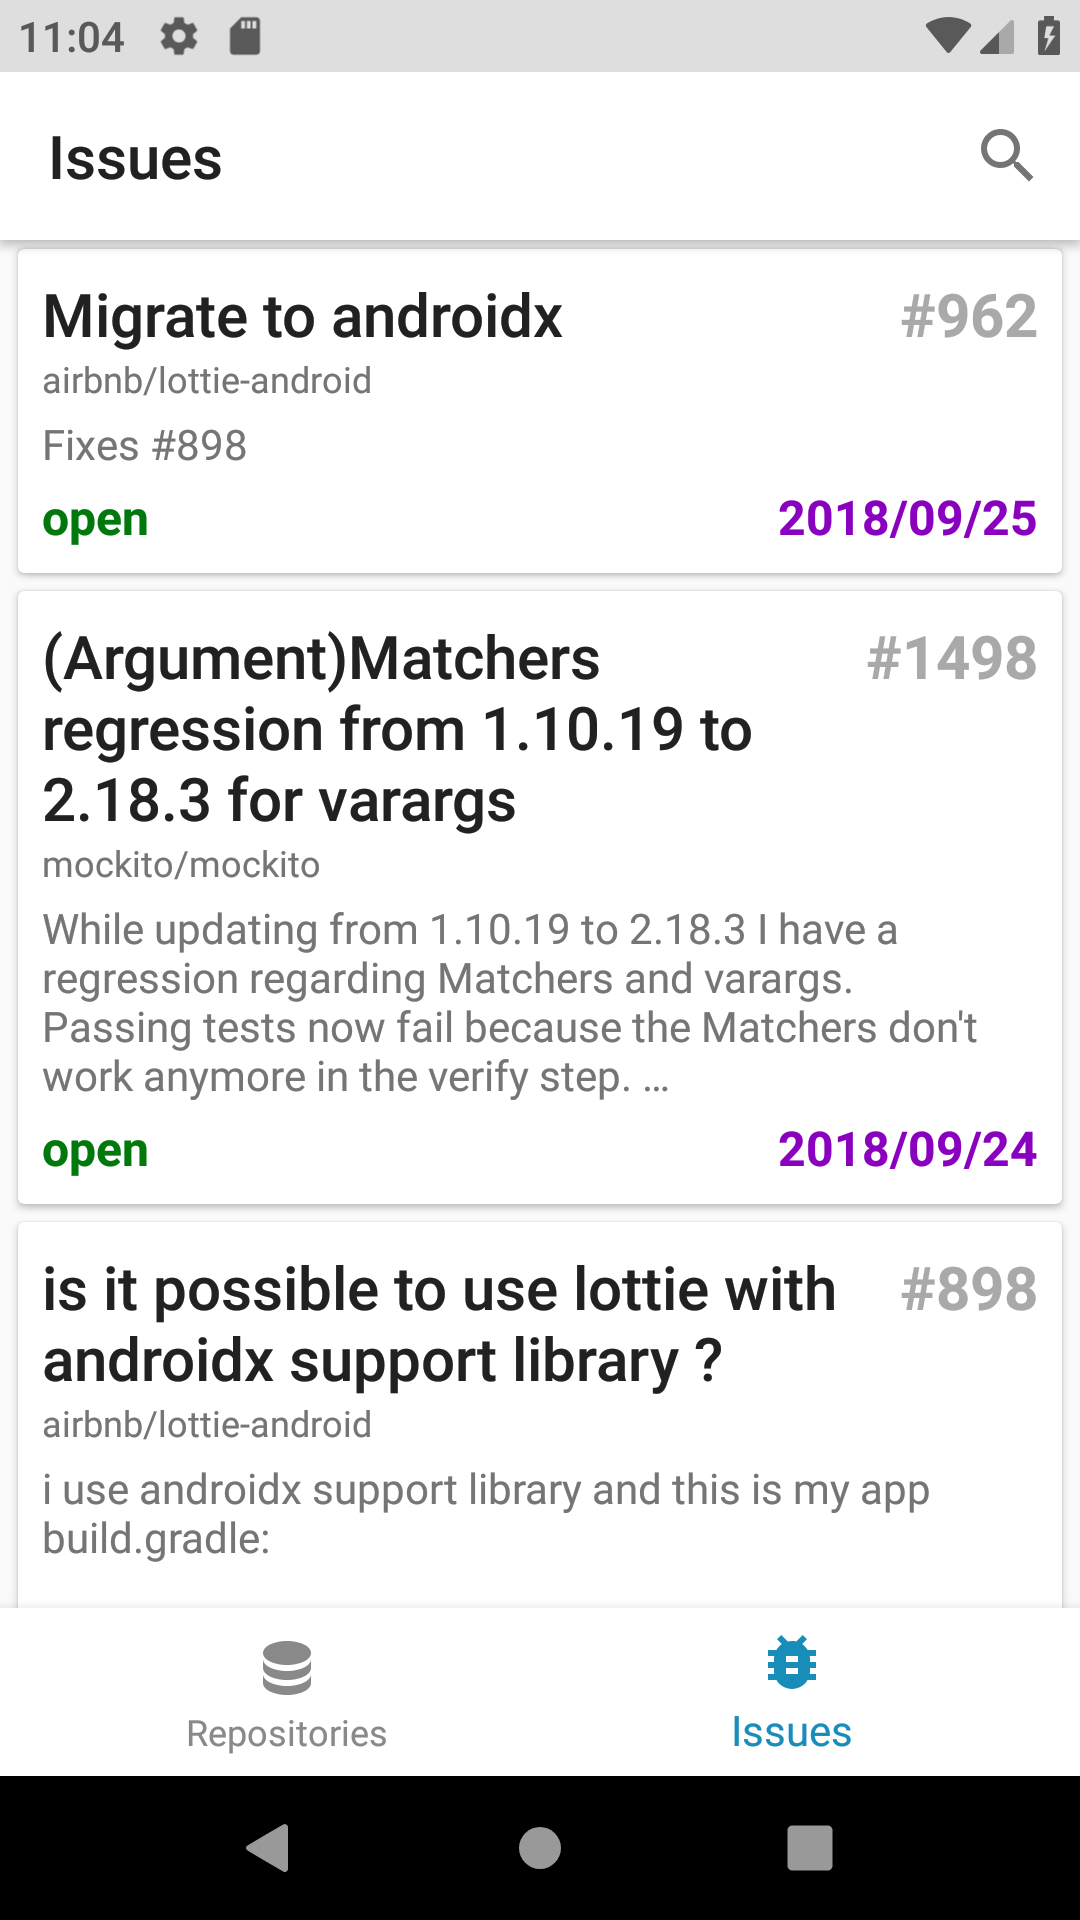 11:04
Issues
Migrate to androidx #962
airbnb/lottie-android
Fixes #898
open 2018/09/25
(Argument)Matchers #1498
regression from 1.10.19 to
2.18.3 for varargs
mockito/mockito
While updating from 1.10.19 to 2.18.3 I have a
regression regarding Matchers and varargs.
Passing tests now fail because the Matchers don't
work anymore in the verify step. ...
open 2018/09/24
is it possible to use lottie with #898
androidx support library ?
airbnb/lottie-android
i use androidx support library and this is my app
build.gradle:
Repositories Issues